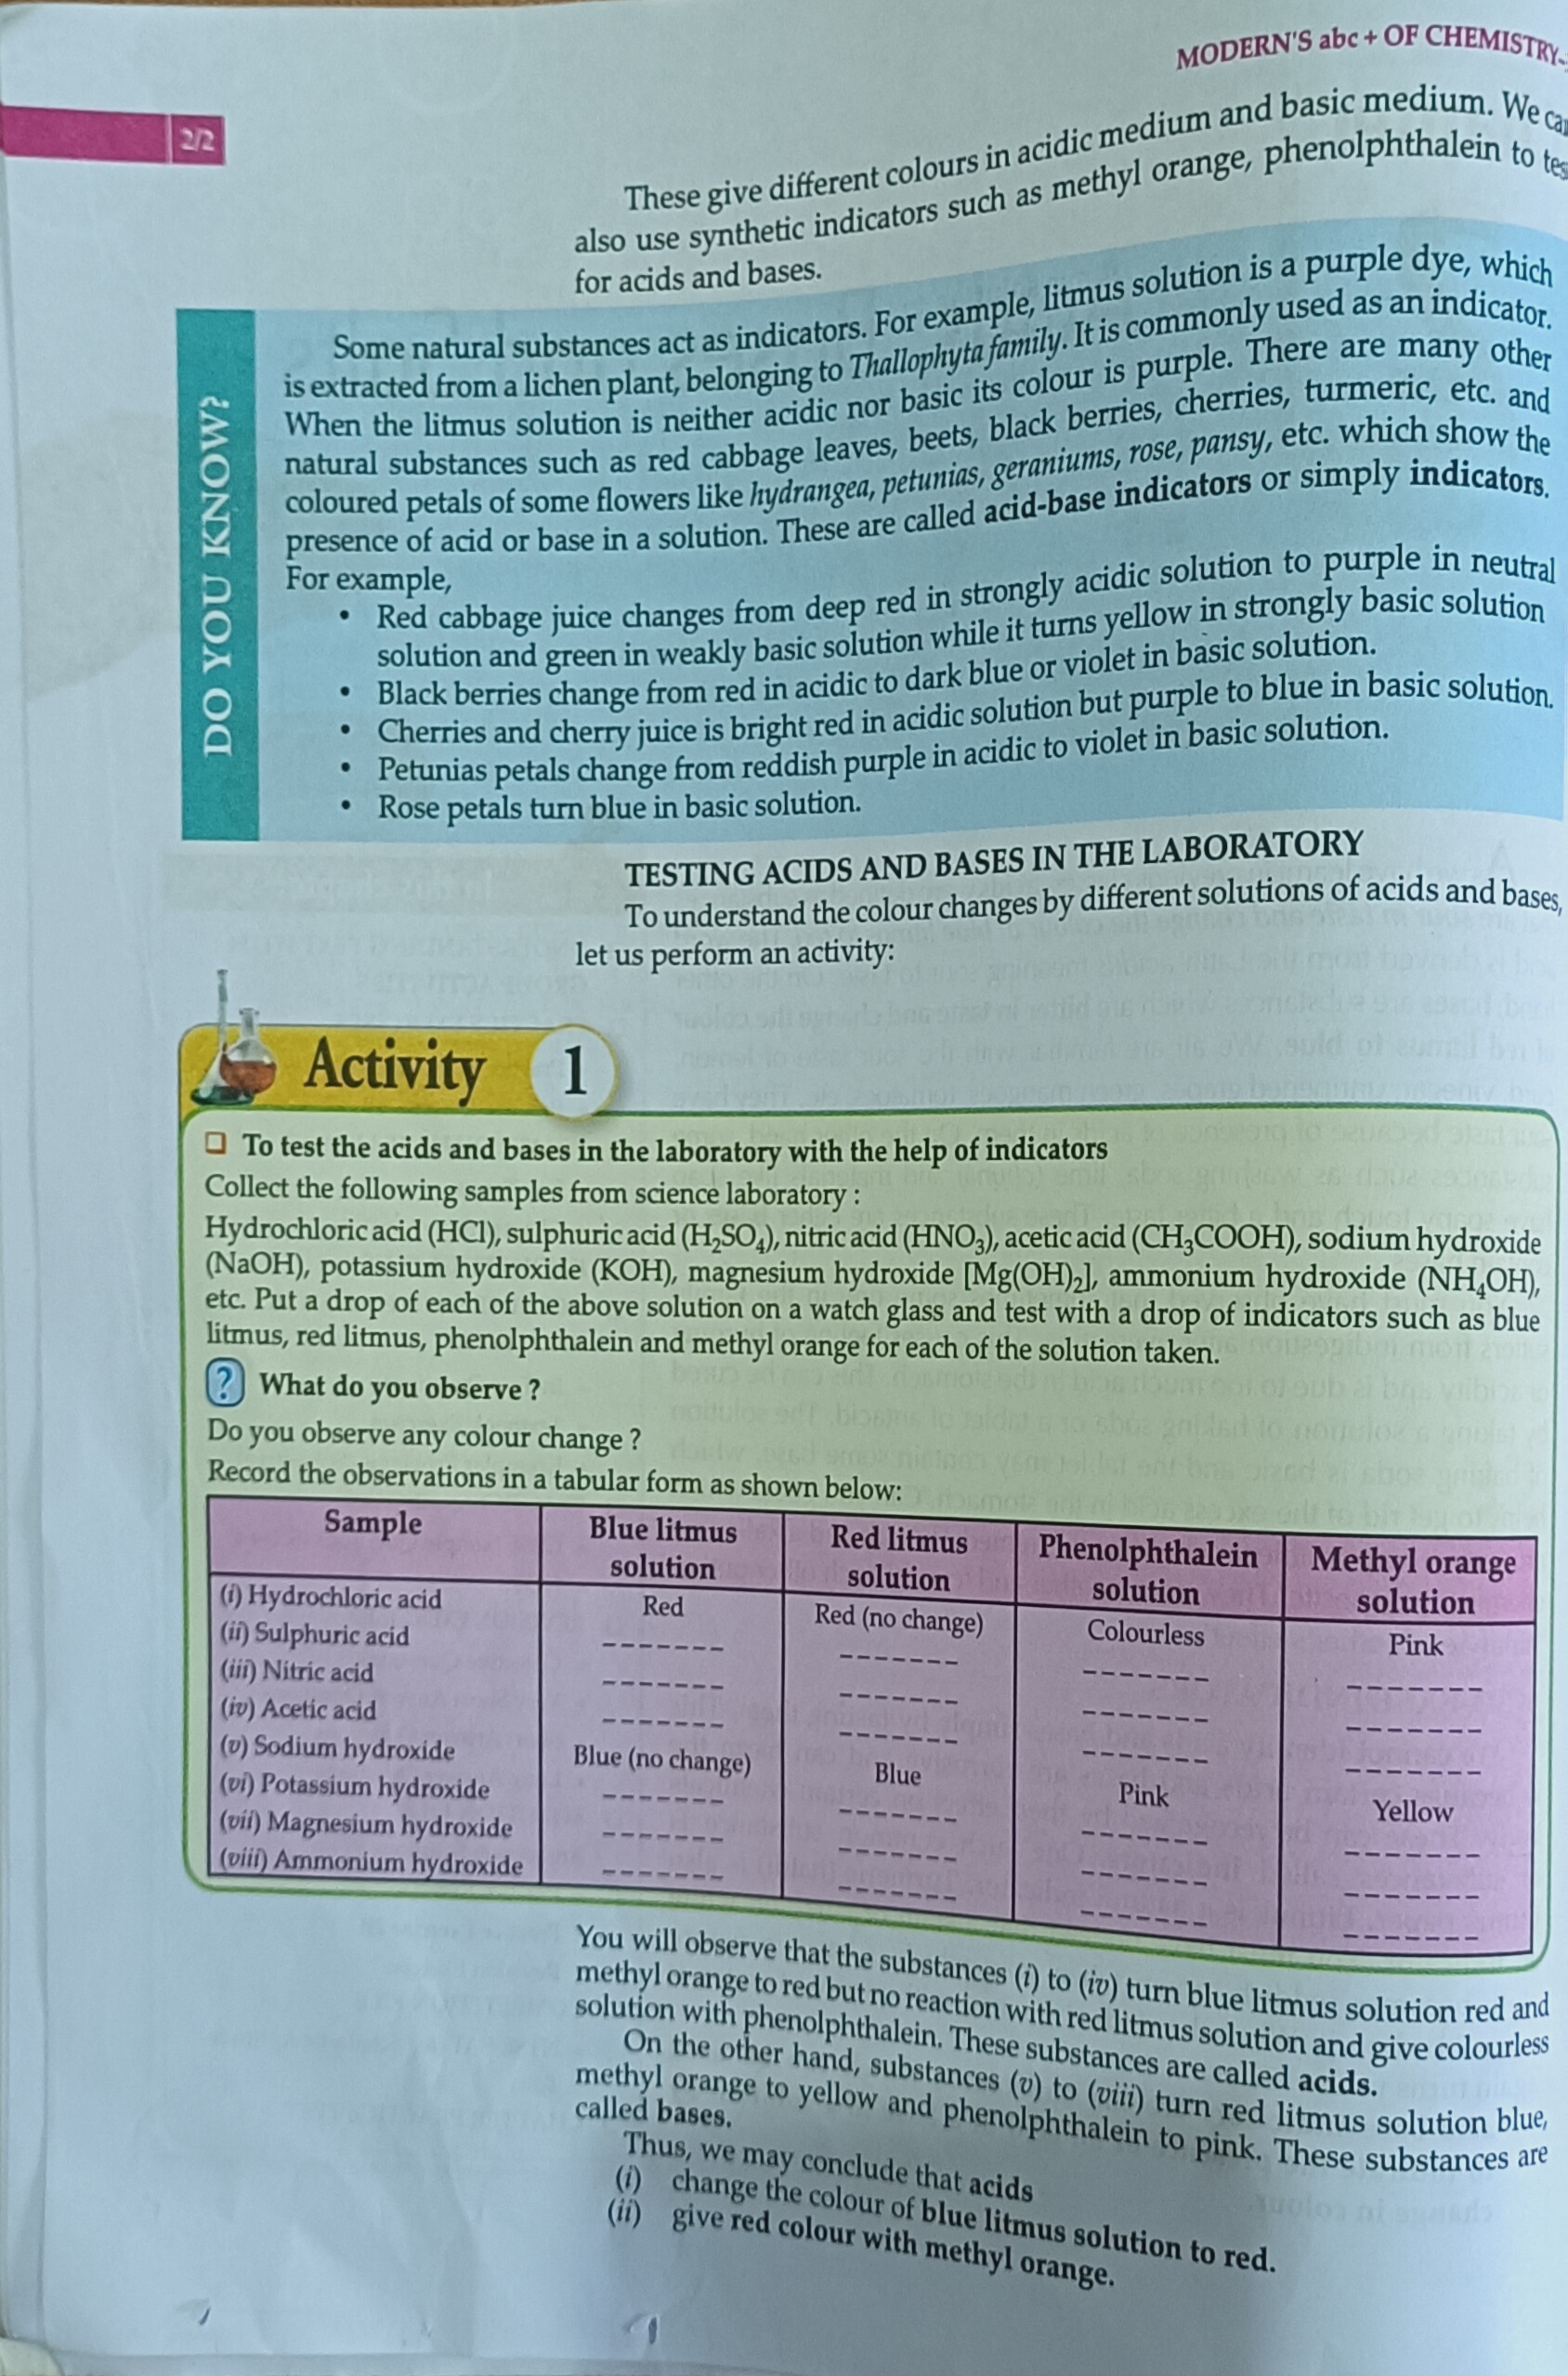 MODERN'S abc + OF CHEMISTRY-
2/2
These give different colours in acidic medium and basic medium. We
also use synthetic indicators such as methyl orange, phenolphthalein to
for acids and bases.
DO YOU KNOW?
Some natural substances act as indicators. For example, litmus solution is a purple dye, which
is extracted from a lichen plant, belonging to Thallophyta family. It is commonly used as an indicator.
When the litmus solution is neither acidic nor basic its colour is purple. There are many other
natural substances such as red cabbage leaves, beets, black berries, cherries, turmeric, etc. and
coloured petals of some flowers like hydrangea, petunias, geraniums, rose, pansy, etc. which show the
presence of acid or base in a solution. These are called acid-base indicators or simply indicators.
For example,
• Red cabbage juice changes from deep red in strongly acidic solution to purple in neutral
solution and green in weakly basic solution while it turns yellow in strongly basic solution
• Black berries change from red in acidic to dark blue or violet in basic solution.
• Cherries and cherry juice is bright red in acidic solution but purple to blue in basic solution.
• Petunias petals change from reddish purple in acidic to violet in basic solution.
• Rose petals turn blue in basic solution.
TESTING ACIDS AND BASES IN THE LABORATORY
To understand the colour changes by different solutions of acids and bases,
let us perform an activity:
Activity 1
❑ To test the acids and bases in the laboratory with the help of indicators
Collect the following samples from science laboratory :
Hydrochloric acid (HCl), sulphuric acid (H₂SO₄), nitric acid (HNO₃), acetic acid (CH₃COOH), sodium hydroxide
(NaOH), potassium hydroxide (KOH), magnesium hydroxide [Mg(OH)₂], ammonium hydroxide (NH₄OH),
etc. Put a drop of each of the above solution on a watch glass and test with a drop of indicators such as blue
litmus, red litmus, phenolphthalein and methyl orange for each of the solution taken.
? What do you observe ?
Do you observe any colour change ?
Record the observations in a tabular form as shown below:
Sample Blue litmus solution Red litmus solution Phenolphthalein solution Methyl orange solution
(i) Hydrochloric acid Red Red (no change) Colourless Pink
(ii) Sulphuric acid _ _ _ _ _ _ _ _ _ _ _ _ _ _ _ _ _ _ _ _ _ _ _ _ _ _ _ _
(iii) Nitric acid _ _ _ _ _ _ _ _ _ _ _ _ _ _ _ _ _ _ _ _ _ _ _ _ _ _ _ _
(iv) Acetic acid _ _ _ _ _ _ _ _ _ _ _ _ _ _ _ _ _ _ _ _ _ _ _ _ _ _ _ _
(v) Sodium hydroxide Blue (no change) Blue Pink Yellow
(vi) Potassium hydroxide _ _ _ _ _ _ _ _ _ _ _ _ _ _ _ _ _ _ _ _ _ _ _ _ _ _ _ _
(vii) Magnesium hydroxide _ _ _ _ _ _ _ _ _ _ _ _ _ _ _ _ _ _ _ _ _ _ _ _ _ _ _ _
(viii) Ammonium hydroxide _ _ _ _ _ _ _ _ _ _ _ _ _ _ _ _ _ _ _ _ _ _ _ _ _ _ _ _
You will observe that the substances (i) to (iv) turn blue litmus solution red and
methyl orange to red but no reaction with red litmus solution and give colourless
solution with phenolphthalein. These substances are called acids.
On the other hand, substances (v) to (viii) turn red litmus solution blue,
methyl orange to yellow and phenolphthalein to pink. These substances are
called bases.
Thus, we may conclude that acids
(i) change the colour of blue litmus solution to red.
(ii) give red colour with methyl orange.